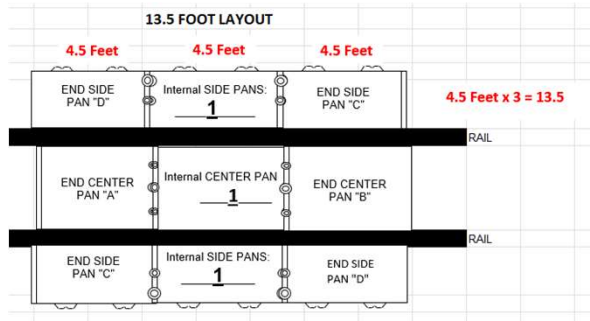 13.5 FOOT LAYOUT
4.5 Feet
4.5 Feet
4.5 Feet
END SIDE
PAN "D"
Internal SIDE PANS:
1
END SIDE
PAN "C"
4.5 Feet x 3 = 13.5
RAIL
END CENTER
PAN "A"
Internal CENTER PAN
1
END CENTER
PAN "B"
RAIL
END SIDE
PAN "C"
Internal SIDE PANS:
1
END SIDE
PAN "D"